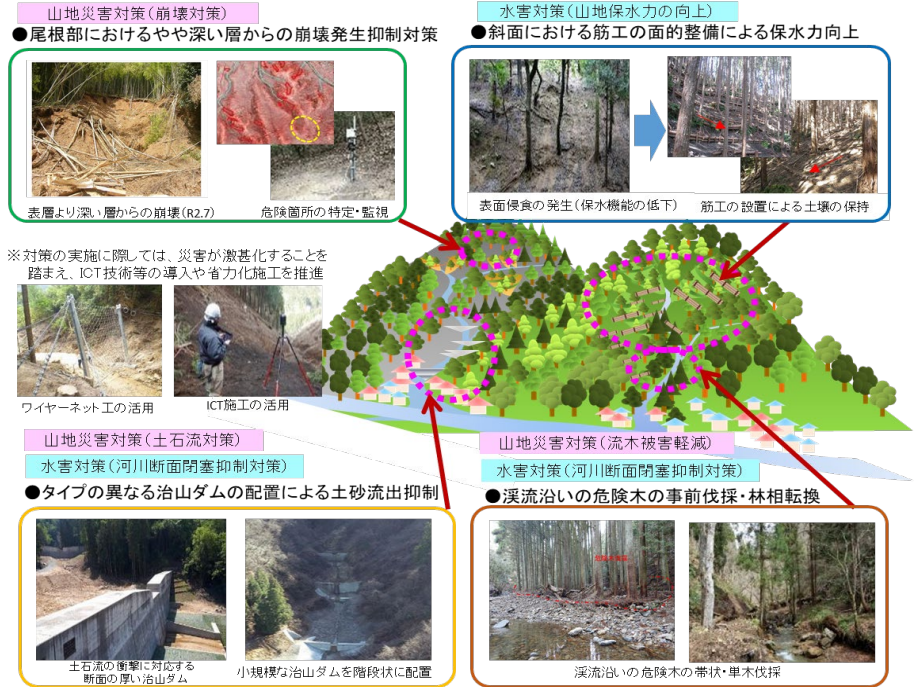 山地災害対策（崩壊対策）
●尾根部におけるやや深い層からの崩壊発生抑制対策
表層より深い層からの崩壊（R2.7）
危険箇所の特定・監視
水害対策（山地保水力の向上）
●斜面における筋工の面的整備による保水力向上
表面侵食の発生（保水機能の低下）
筋工の設置による土壌の保持
※対策の実施に際しては、災害が激甚化することを
踏まえ、ICT技術等の導入や省力化施工を推進
ワイヤーネット工の活用
ICT施工の活用
山地災害対策（土石流対策）
水害対策（河川断面閉塞抑制対策）
●タイプの異なる治山ダムの配置による土砂流出抑制
土石流の衝撃に対応する
断面の厚い治山ダム
小規模な治山ダムを階段状に配置
山地災害対策（流木被害軽減）
水害対策（河川断面閉塞抑制対策）
●渓流沿いの危険木の事前伐採・林相転換
渓流沿いの危険木の帯状・単木伐採